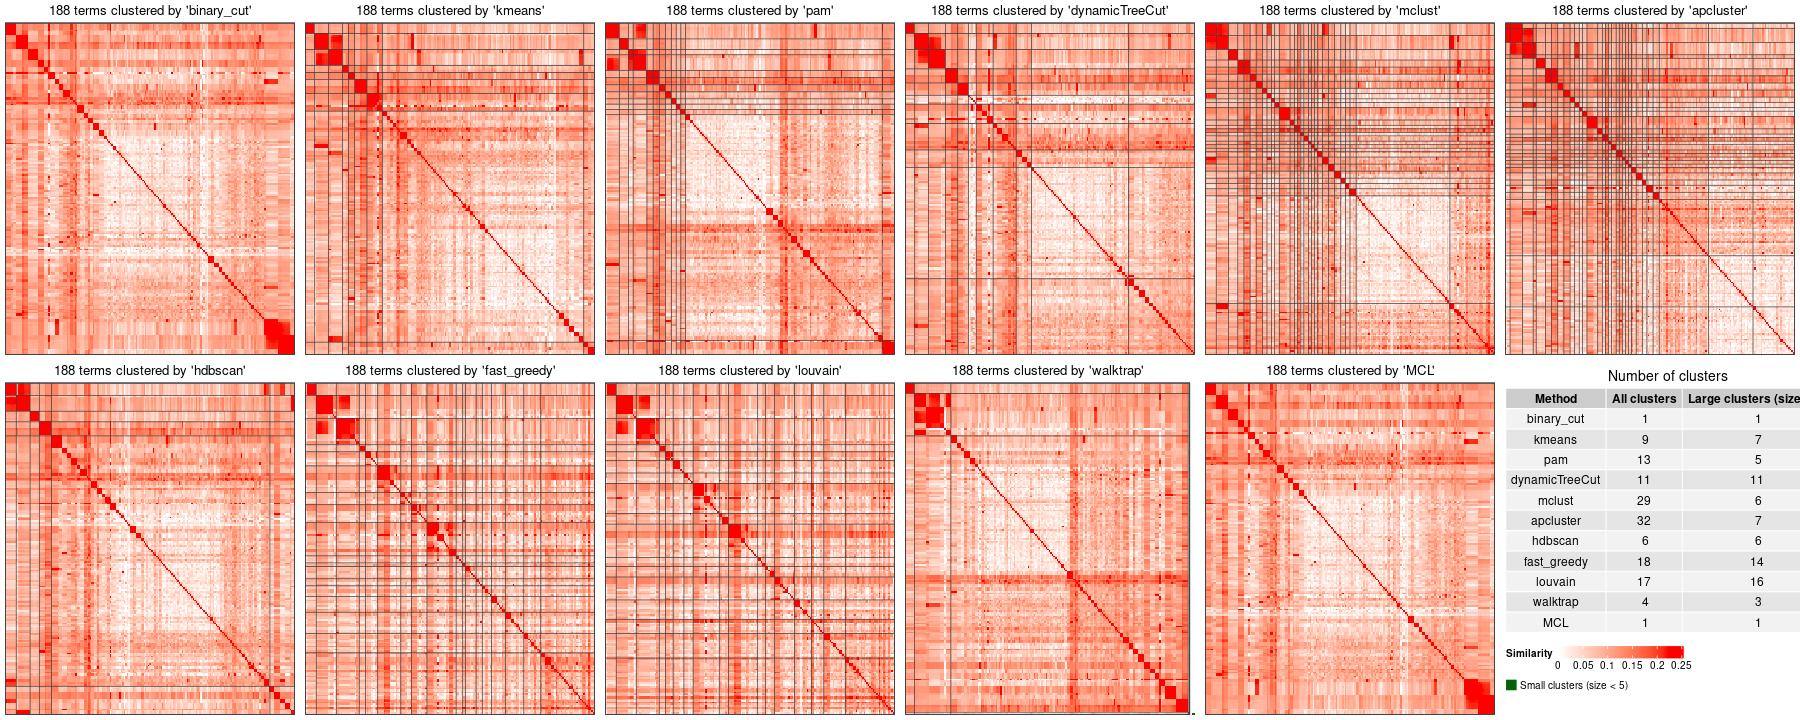 188 terms clustered by 'binary_cut'
188 terms clustered by 'kmeans'
188 terms clustered by 'pam'
188 terms clustered by 'dynamicTreeCut'
188 terms clustered by 'mclust'
188 terms clustered by 'apcluster'
188 terms clustered by 'hdbscan'
188 terms clustered by 'fast_greedy'
188 terms clustered by 'louvain'
188 terms clustered by 'walktrap'
188 terms clustered by 'MCL'
Number of clusters
Method All clusters Large clusters (size
binary_cut 1 1
kmeans 9 7
pam 13 5
dynamicTreeCut 11 11
mclust 29 6
apcluster 32 7
hdbscan 6 6
fast_greedy 18 14
louvain 17 16
walktrap 4 3
MCL 1 1
Similarity
0 0.05 0.1 0.15 0.2 0.25
Small clusters (size < 5)